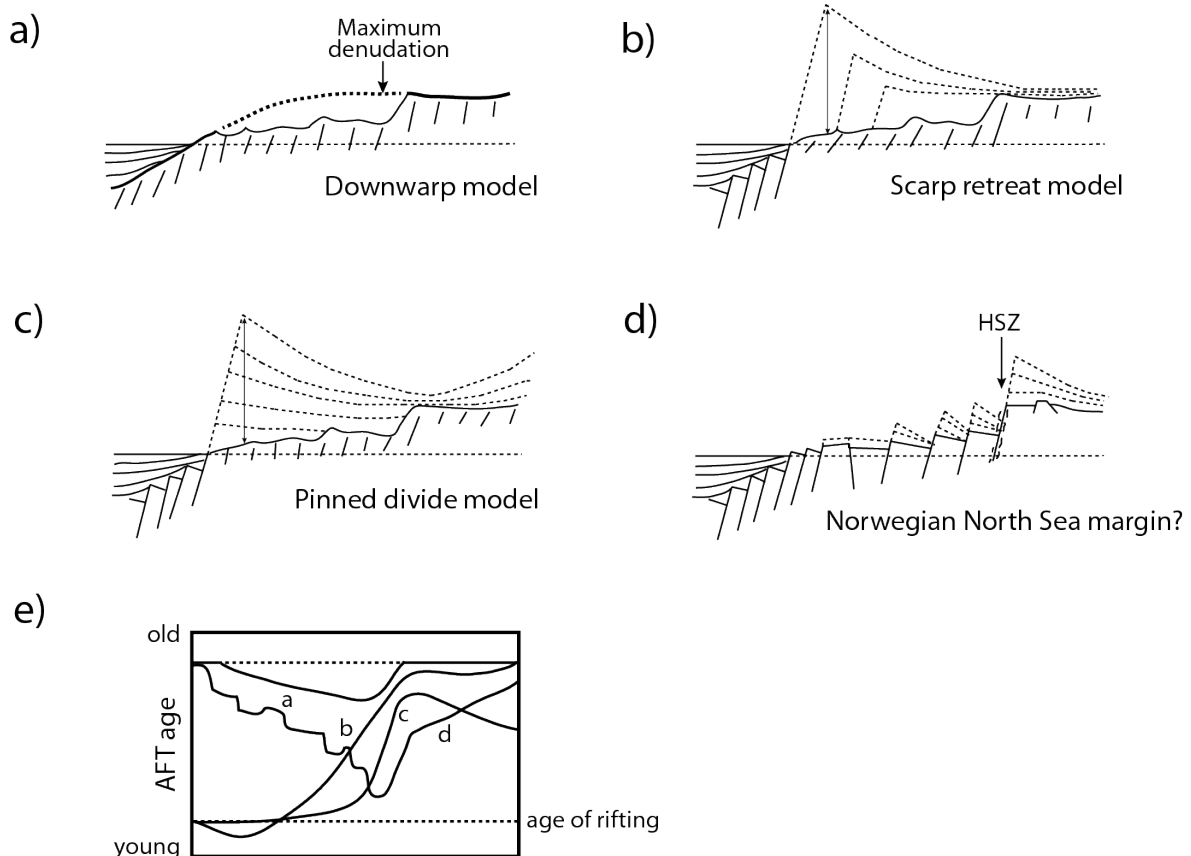 a)
Maximum
denudation
Downwarp model
b)
Scarp retreat model
c)
Pinned divide model
d)
HSZ
Norwegian North Sea margin?
e)
old
AFT age
young
a
b
c
d
age of rifting